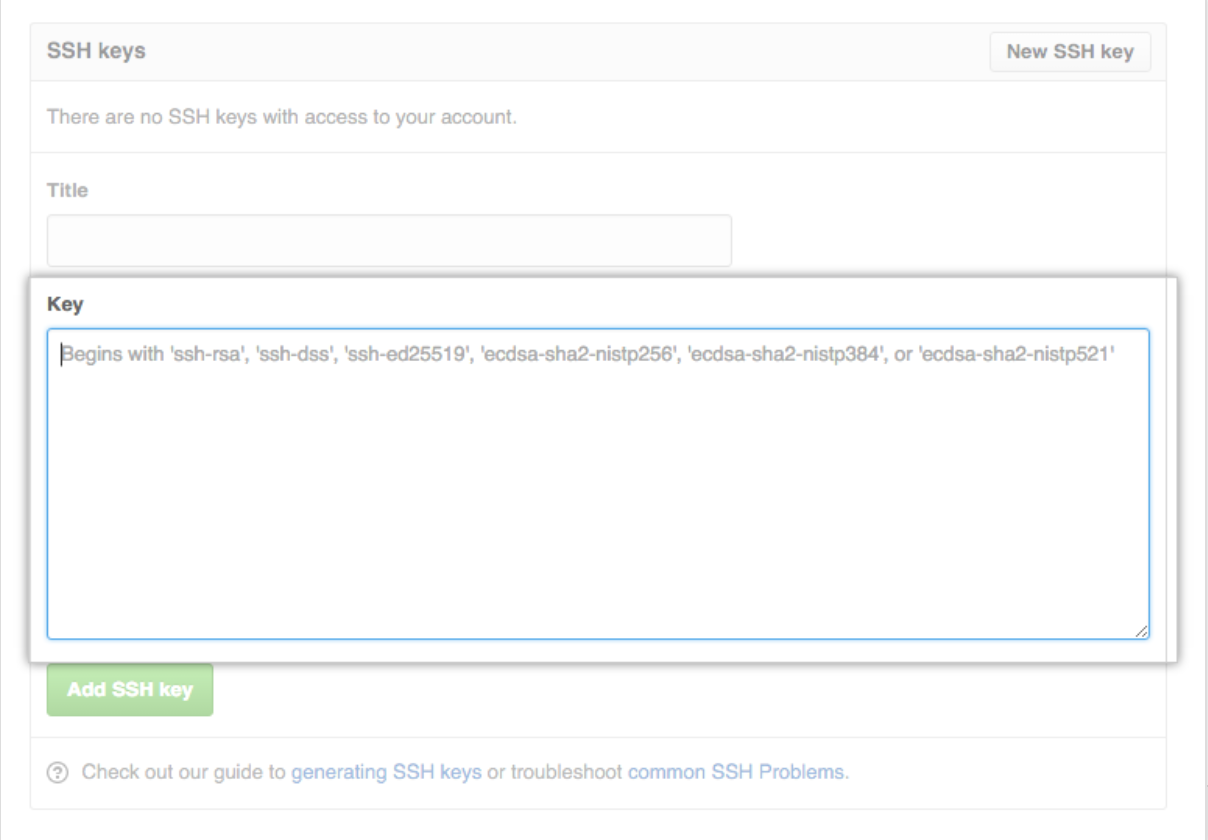 SSH keys
New SSH key
There are no SSH keys with access to your account.
Title
Key
Begins with 'ssh-rsa', 'ssh-dss', 'ssh-ed25519', 'ecdsa-sha2-nistp256', 'ecdsa-sha2-nistp384', or 'ecdsa-sha2-nistp521'
Add SSH key
? Check out our guide to generating SSH keys or troubleshoot common SSH Problems.